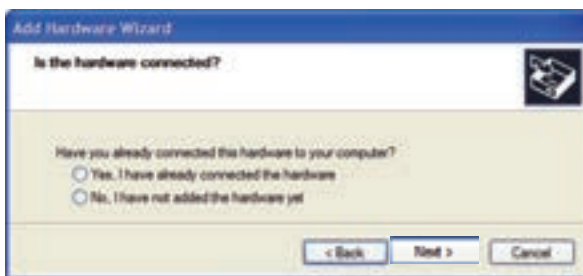 Add Hardware Wizard
Is the hardware connected?
Have you already connected this hardware to your computer?
Yes, I have already connected the hardware
No, I have not added the hardware yet
< Back Next > Cancel